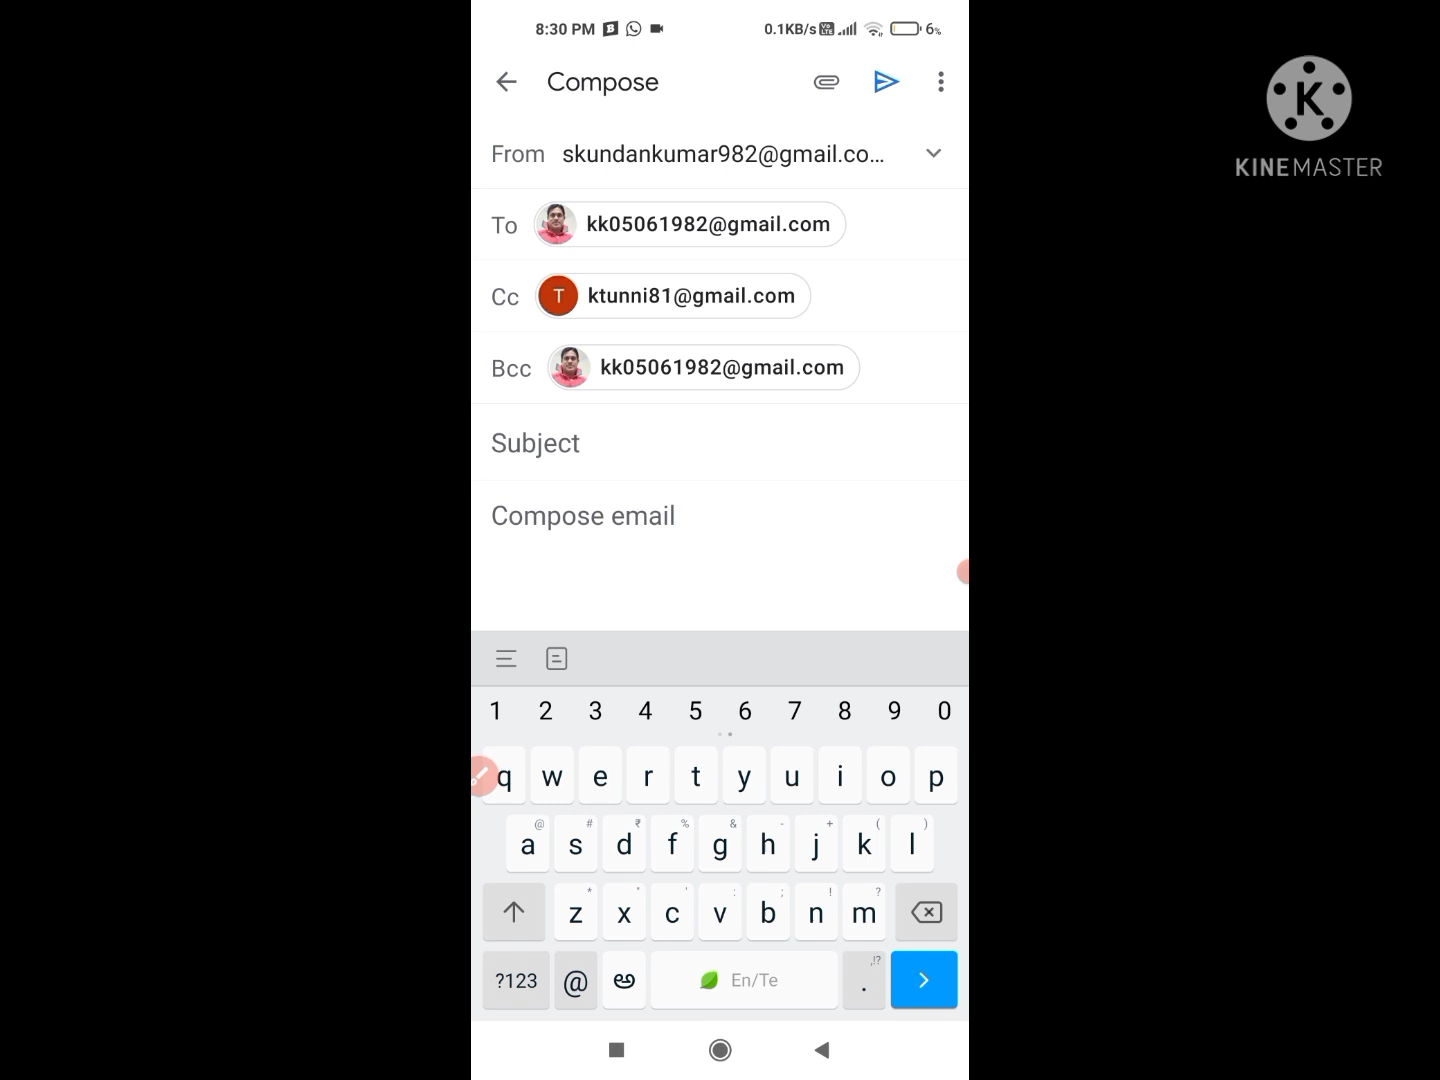 8:30 PM 0.1KB/s Vo LTE 6%
Compose
KINEMASTER
From skundankumar982@gmail.co...
To kk05061982@gmail.com
Cc T ktunni81@gmail.com
Bcc kk05061982@gmail.com
Subject
Compose email
1 2 3 4 5 6 7 8 9 0
q w e r t y u i o p
@ # ₹ % & - + ( )
a s d f g h j k l
* " ' : ; ! ?
z x c v b n m
?123 @ అ En/Te . ,!?